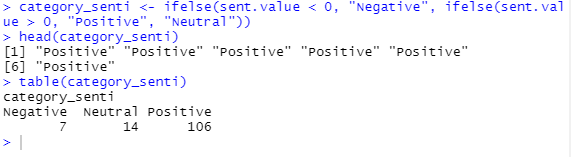 > category_senti <- ifelse(sent.value < 0, "Negative", ifelse(sent.val
ue > 0, "Positive", "Neutral"))
> head(category_senti)
[1] "Positive" "Positive" "Positive" "Positive" "Positive"
[6] "Positive"
> table(category_senti)
category_senti
Negative  Neutral Positive
       7       14      106
>